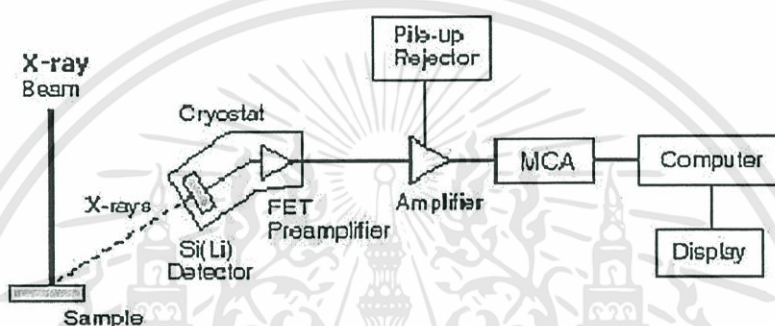 Pile-up
Rejector
X-ray
Beam
Cryostat
MCA
Computer
X-rays
FET
Preamplifier
Amplifier
Si(Li)
Detector
Display
Sample